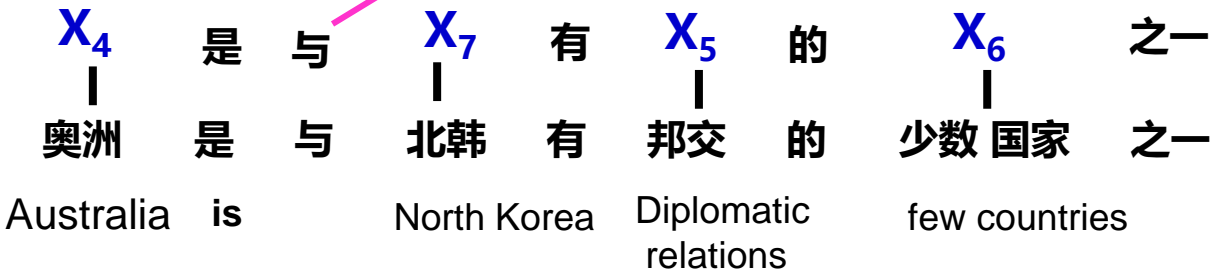 X4 是 与 X7 有 X5 的 X6 之一
奥洲 是 与 北韩 有 邦交 的 少数 国家 之一
Australia is North Korea Diplomatic relations few countries